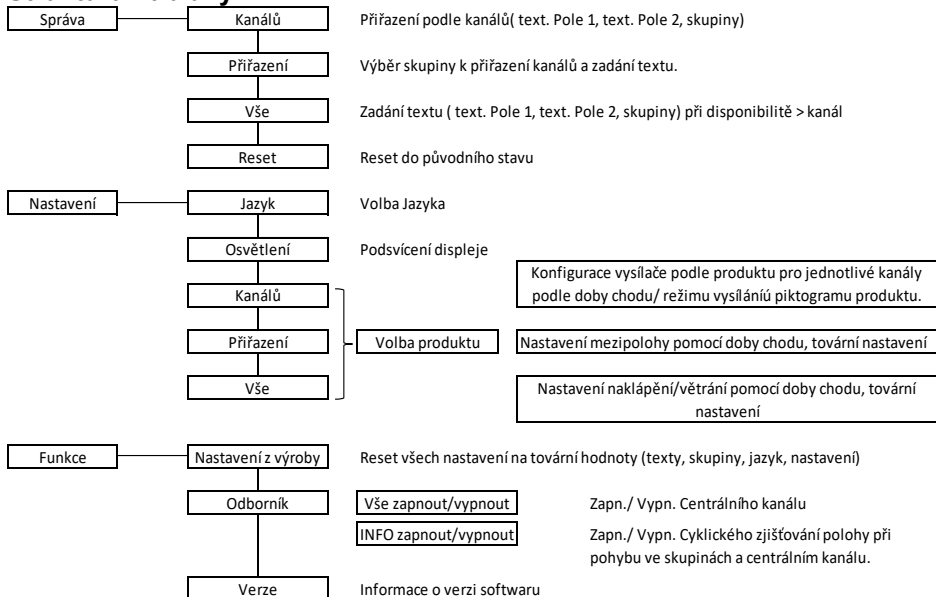 Správa
Kanálů
Přiřazení podle kanálů( text. Pole 1, text. Pole 2, skupiny)
Přiřazení
Výběr skupiny k přiřazení kanálů a zadání textu.
Vše
Zadání textu ( text. Pole 1, text. Pole 2, skupiny) při disponibilitě > kanál
Reset
Reset do původního stavu
Nastavení
Jazyk
Volba Jazyka
Osvětlení
Podsvícení displeje
Kanálů
Konfigurace vysílače podle produktu pro jednotlivé kanály
podle doby chodu/ režimu vysíláníú piktogramu produktu.
Přiřazení
Volba produktu
Nastavení mezipolohy pomocí doby chodu, tovární nastavení
Vše
Nastavení naklápění/větrání pomocí doby chodu, tovární
nastavení
Funkce
Nastavení z výroby
Reset všech nastavení na tovární hodnoty (texty, skupiny, jazyk, nastavení)
Odborník
Vše zapnout/vypnout
Zapn./ Vypn. Centrálního kanálu
INFO zapnout/vypnout
Zapn./ Vypn. Cyklického zjišťování polohy při
pohybu ve skupinách a centrálním kanálu.
Verze
Informace o verzi softwaru